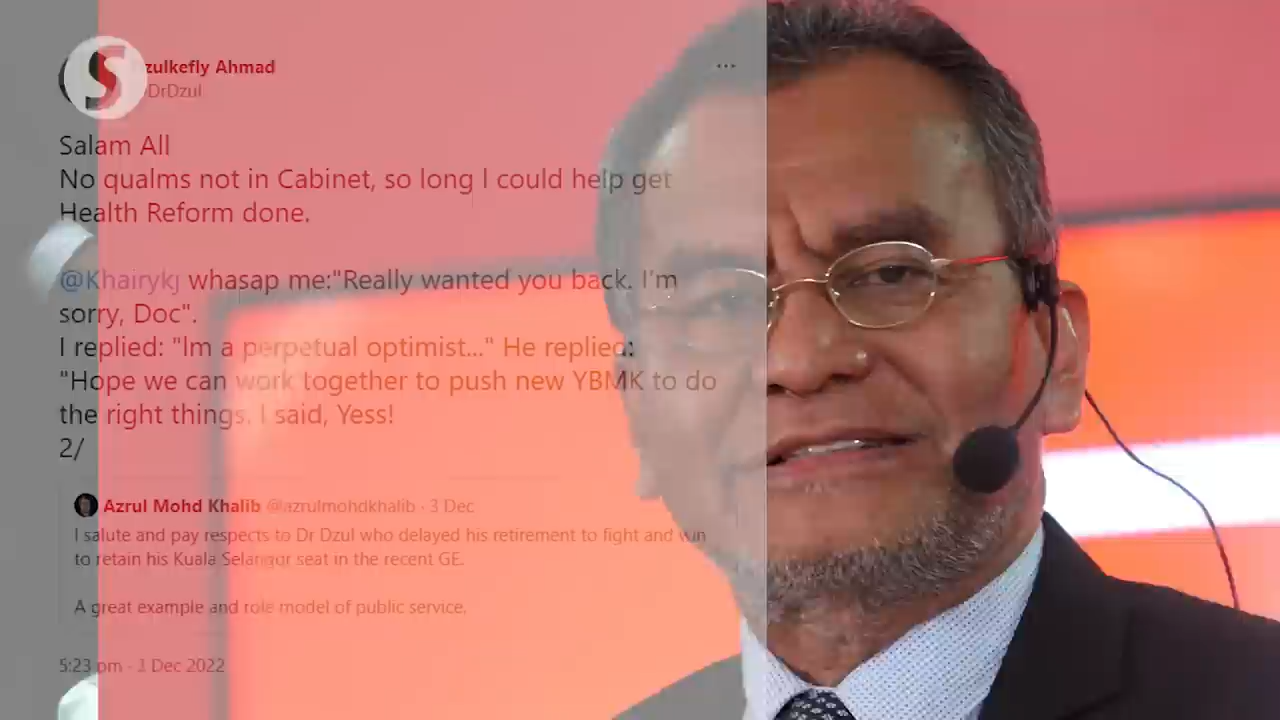 zulkefly Ahmad
DrDzul
Salam All
No qualms not in Cabinet, so long I could help get
Health Reform done.
@Khairykj whasap me:"Really wanted you back. I'm
sorry, Doc".
I replied: "Im a perpetual optimist..." He replied:
"Hope we can work together to push new YBMK to do
the right things. I said, Yess!
2/
Azrul Mohd Khalib @azrulmohdkhalib · 3 Dec
I salute and pay respects to Dr Dzul who delayed his retirement to fight and win
to retain his Kuala Selangor seat in the recent GE.
A great example and role model of public service.
5:23 pm · 3 Dec 2022